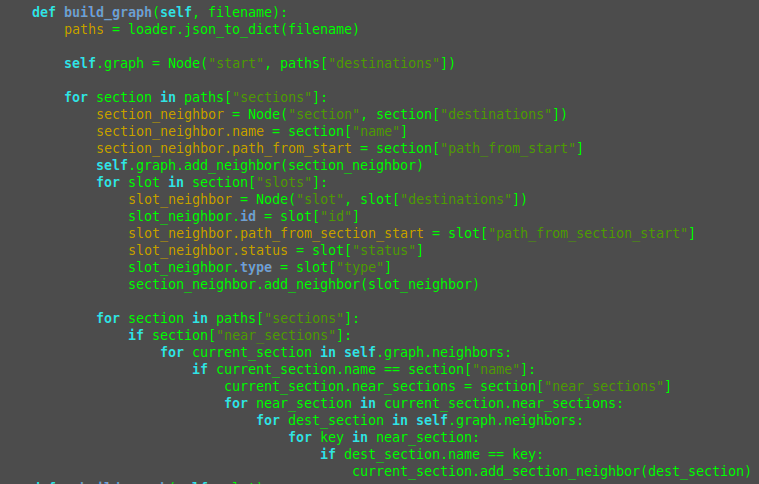 def build_graph(self, filename):
    paths = loader.json_to_dict(filename)

    self.graph = Node("start", paths["destinations"])

    for section in paths["sections"]:
        section_neighbor = Node("section", section["destinations"])
        section_neighbor.name = section["name"]
        section_neighbor.path_from_start = section["path_from_start"]
        self.graph.add_neighbor(section_neighbor)
        for slot in section["slots"]:
            slot_neighbor = Node("slot", slot["destinations"])
            slot_neighbor.id = slot["id"]
            slot_neighbor.path_from_section_start = slot["path_from_section_start"]
            slot_neighbor.status = slot["status"]
            slot_neighbor.type = slot["type"]
            section_neighbor.add_neighbor(slot_neighbor)

        for section in paths["sections"]:
            if section["near_sections"]:
                for current_section in self.graph.neighbors:
                    if current_section.name == section["name"]:
                        current_section.near_sections = section["near_sections"]
                        for near_section in current_section.near_sections:
                            for dest_section in self.graph.neighbors:
                                for key in near_section:
                                    if dest_section.name == key:
                                        current_section.add_section_neighbor(dest_section)